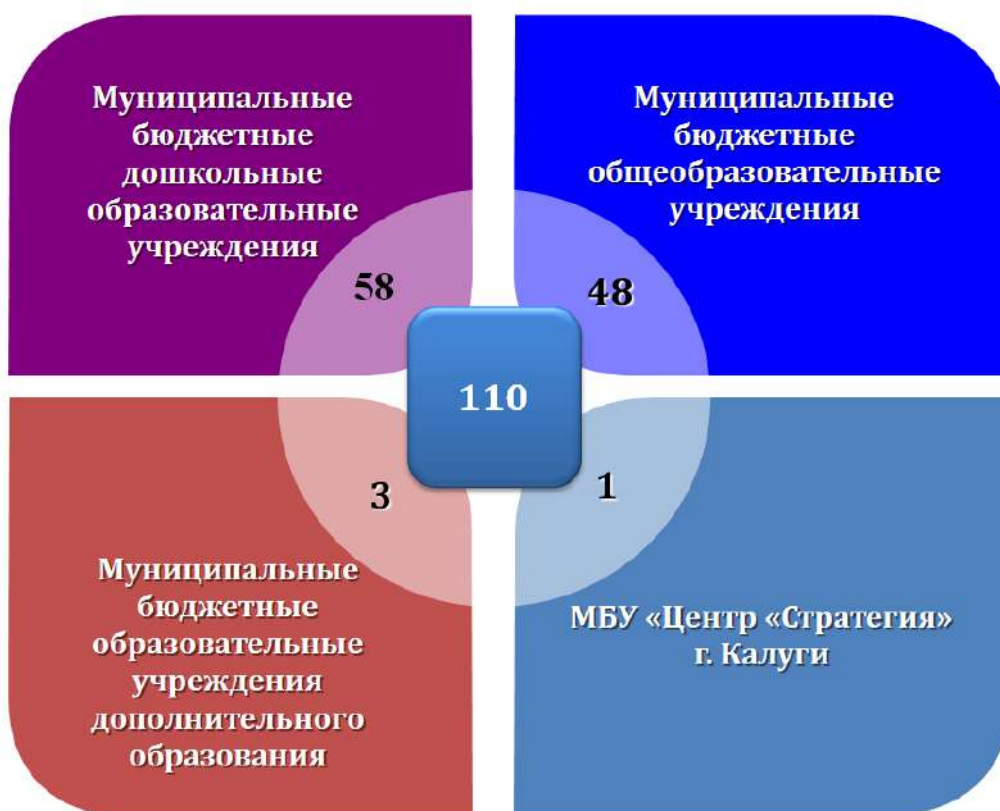 Муниципальные
бюджетные
дошкольные
образовательные
учреждения
58
Муниципальные
бюджетные
общеобразовательные
учреждения
48
110
3
Муниципальные
бюджетные
образовательные
учреждения
дополнительного
образования
1
МБУ «Центр «Стратегия»
г. Калуги